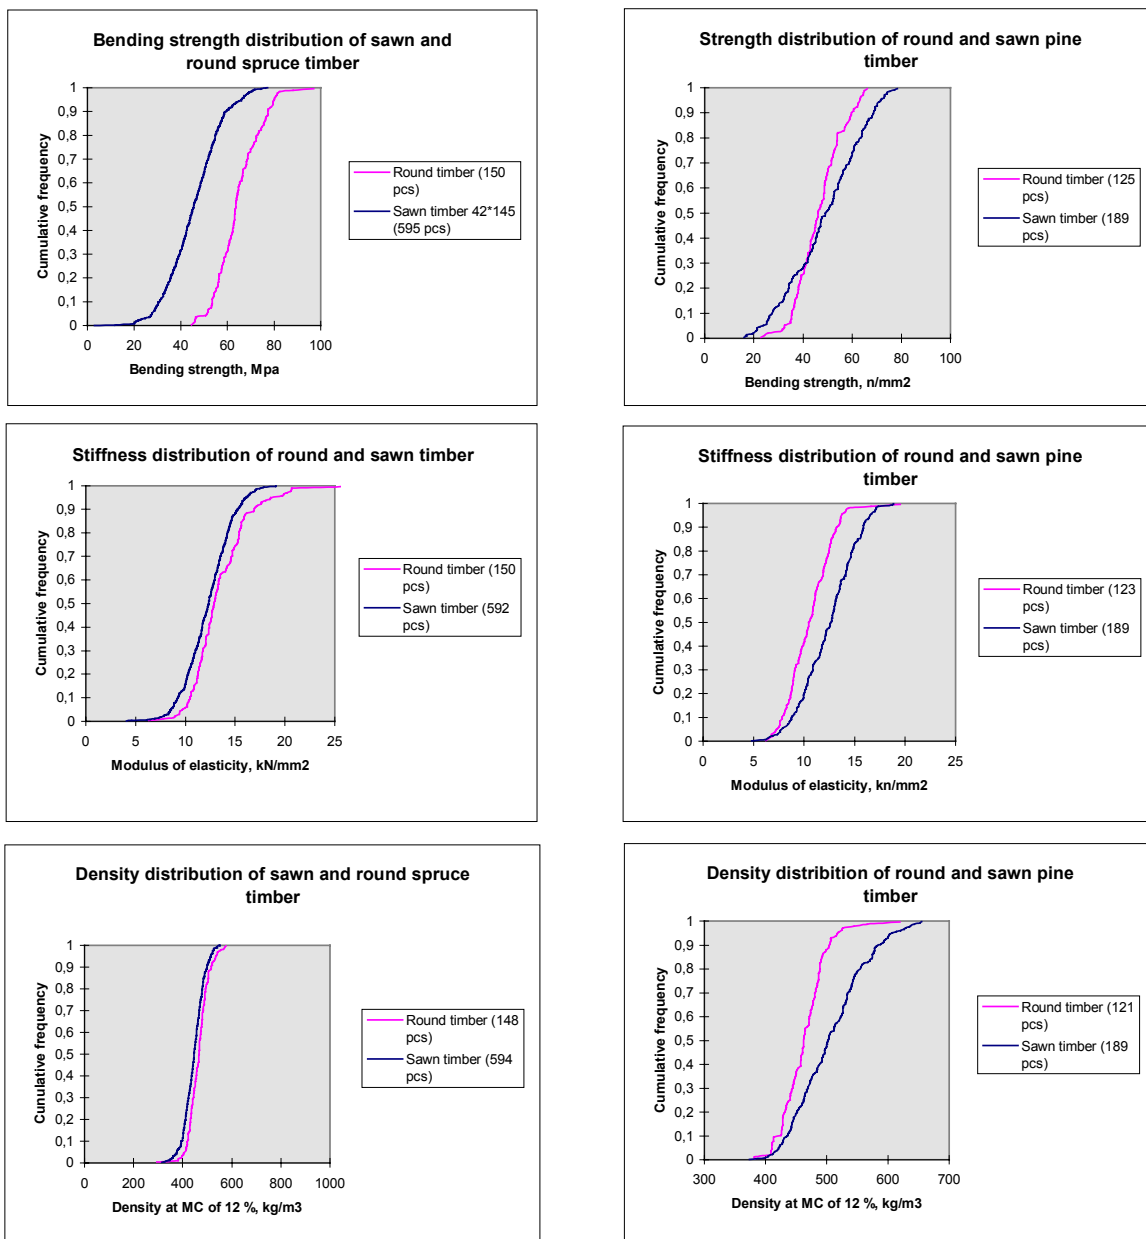 Bending strength distribution of sawn and
round spruce timber
1
0,9
0,8
0,7
0,6
0,5
0,4
0,3
0,2
0,1
0
0 20 40 60 80 100
Cumulative frequency
Bending strength, Mpa
Round timber (150
pcs)
Sawn timber 42*145
(595 pcs)
Strength distribution of round and sawn pine
timber
1
0,9
0,8
0,7
0,6
0,5
0,4
0,3
0,2
0,1
0
0 20 40 60 80 100
Cumulative frequency
Bending strength, n/mm2
Round timber (125
pcs)
Sawn timber (189
pcs)
Stiffness distribution of round and sawn timber
1
0,9
0,8
0,7
0,6
0,5
0,4
0,3
0,2
0,1
0
0 5 10 15 20 25
Cumulative frequency
Modulus of elasticity, kN/mm2
Round timber (150
pcs)
Sawn timber (592
pcs)
Stiffness distribution of round and sawn pine
timber
1
0,9
0,8
0,7
0,6
0,5
0,4
0,3
0,2
0,1
0
0 5 10 15 20 25
Cumulative frequency
Modulus of elasticity, kn/mm2
Round timber (123
pcs)
Sawn timber (189
pcs)
Density distribution of sawn and round spruce
timber
1
0,9
0,8
0,7
0,6
0,5
0,4
0,3
0,2
0,1
0
0 200 400 600 800 1000
Cunulative frequency
Density at MC of 12 %, kg/m3
Round timber (148
pcs)
Sawn timber (594
pcs)
Density distribition of round and sawn pine
timber
1
0,9
0,8
0,7
0,6
0,5
0,4
0,3
0,2
0,1
0
300 400 500 600 700
Cumulative frequency
Density at MC of 12 %, kg/m3
Round timber (121
pcs)
Sawn timber (189
pcs)